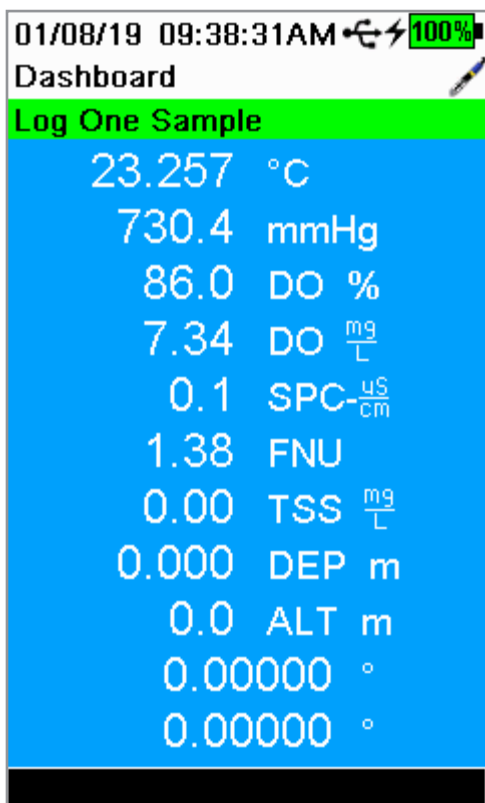 01/08/19 09:38:31AM 100%
Dashboard
Log One Sample
23.257 °C
730.4 mmHg
86.0 DO %
7.34 DO mg/L
0.1 SPC-uS/cm
1.38 FNU
0.00 TSS mg/L
0.000 DEP m
0.0 ALT m
0.00000 °
0.00000 °